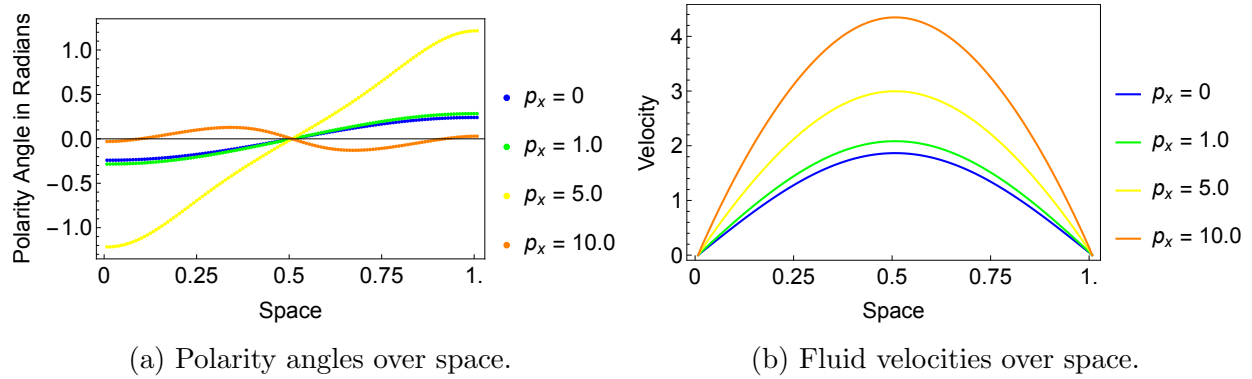 Polarity Angle in Radians
1.0
0.5
0.0
−0.5
−1.0
0
0.25
0.5
0.75
1.
Space
pₓ = 0
pₓ = 1.0
pₓ = 5.0
pₓ = 10.0
(a) Polarity angles over space.
Velocity
4
3
2
1
0
0
0.25
0.5
0.75
1.
Space
pₓ = 0
pₓ = 1.0
pₓ = 5.0
pₓ = 10.0
(b) Fluid velocities over space.